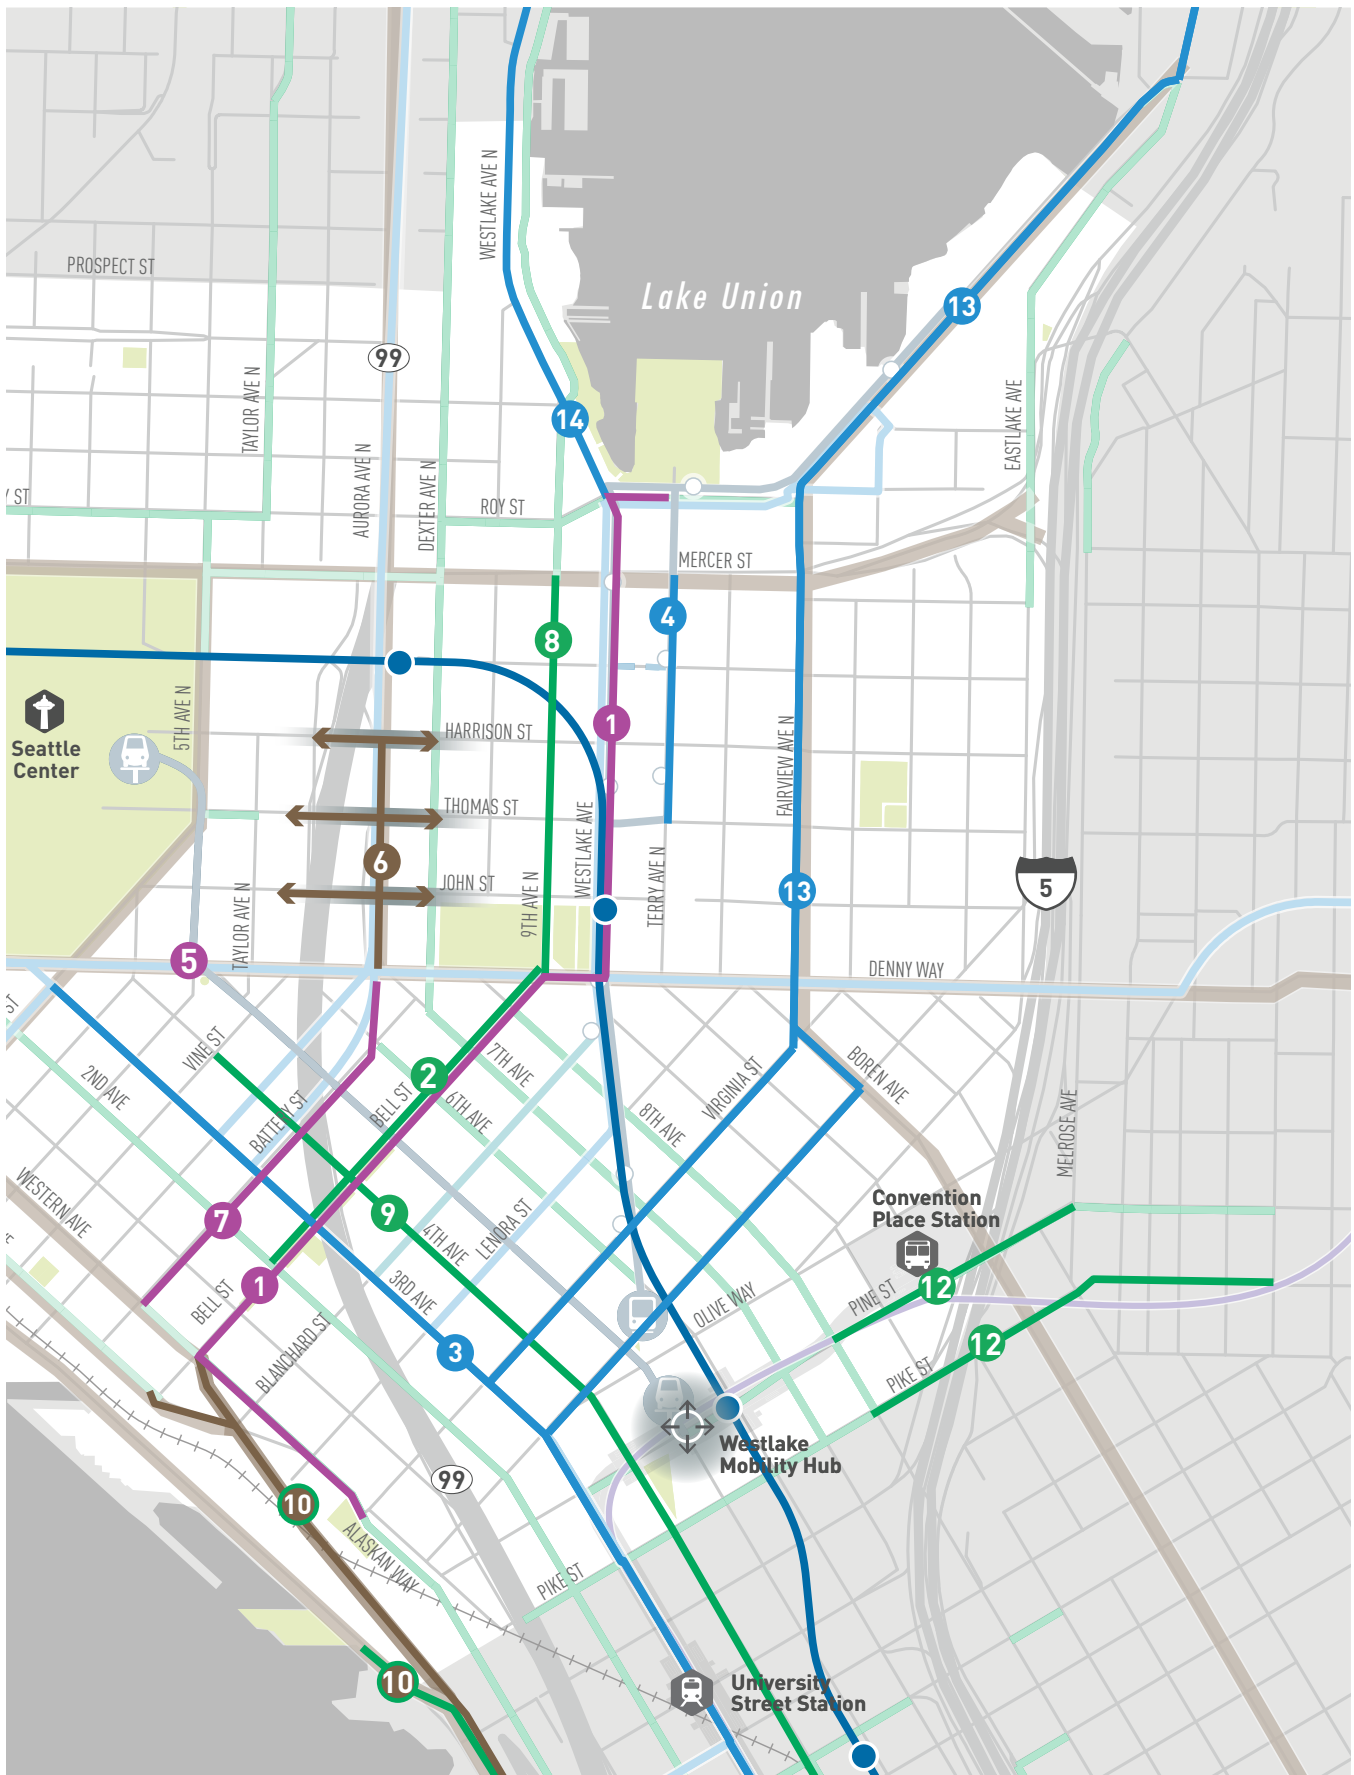 WESTLAKE AVE N
PROSPECT ST
Lake Union
13
99
TAYLOR AVE N
EASTLAKE AVE
14
AURORA AVE N
DEXTER AVE N
Y ST
ROY ST
MERCER ST
4
8
5TH AVE N
1
Seattle
Center
HARRISON ST
FAIRVIEW AVE N
THOMAS ST
WESTLAKE AVE
6
JOHN ST
9TH AVE N
TERRY AVE N
13
5
TAYLOR AVE N
5
DENNY WAY
ST
VINE ST
2ND AVE
2
7TH AVE
BELL ST
6TH AVE
BATTERY ST
8TH AVE
VIRGINIA ST
BOREN AVE
MELROSE AVE
WESTERN AVE
7
9
4TH AVE
LENORA ST
Convention
Place Station
1
BELL ST
3RD AVE
12
PINE ST
OLIVE WAY
BLANCHARD ST
3
12
PIKE ST
Westlake
Mobility Hub
99
10
ALASKAN WAY
PIKE ST
10
University
Street Station